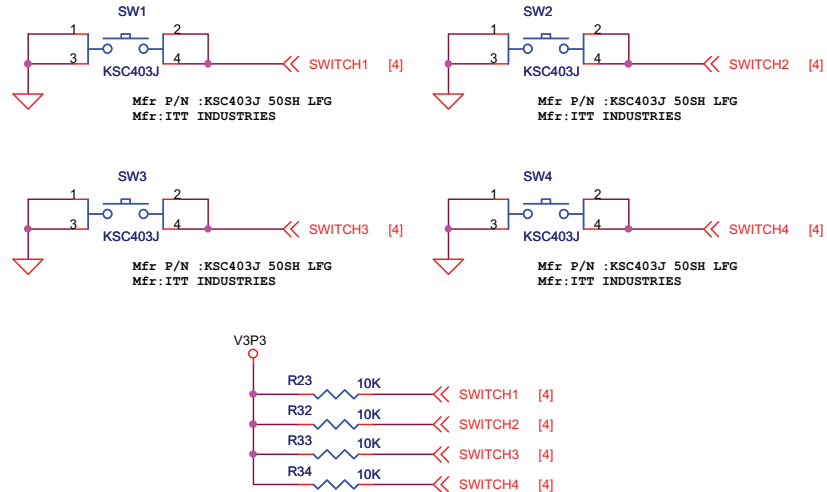 SW1
1 2
3 4
KSC403J
SWITCH1 [4]
Mfr P/N :KSC403J 50SH LFG
Mfr:ITT INDUSTRIES
SW2
1 2
3 4
KSC403J
SWITCH2 [4]
Mfr P/N :KSC403J 50SH LFG
Mfr:ITT INDUSTRIES
SW3
1 2
3 4
KSC403J
SWITCH3 [4]
Mfr P/N :KSC403J 50SH LFG
Mfr:ITT INDUSTRIES
SW4
1 2
3 4
KSC403J
SWITCH4 [4]
Mfr P/N :KSC403J 50SH LFG
Mfr:ITT INDUSTRIES
V3P3
R23 10K SWITCH1 [4]
R32 10K SWITCH2 [4]
R33 10K SWITCH3 [4]
R34 10K SWITCH4 [4]